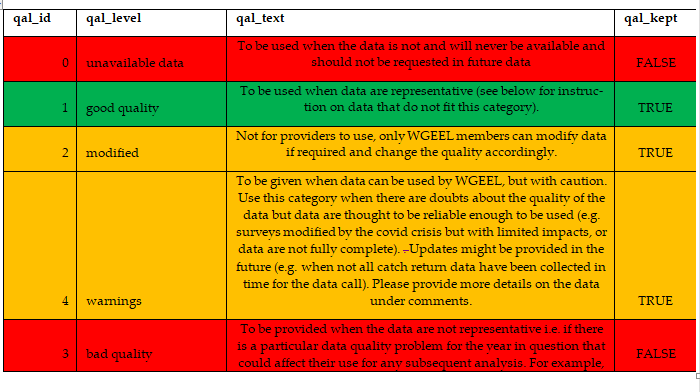 qal_id qal_level qal_text qal_kept
To be used when the data is not and will never be available and
0 unavailable data should not be requested in future data FALSE
To be used when data are representative (see below for instruc-
1 good quality tion on data that do not fit this category). TRUE
Not for providers to use, only WGEEL members can modify data
2 modified if required and change the quality accordingly. TRUE
To be given when data can be used by WGEEL, but with caution.
Use this category when there are doubts about the quality of the
data but data are thought to be reliable enough to be used (e.g.
surveys modified by the covid crisis but with limited impacts, or
data are not fully complete). Updates might be provided in the
future (e.g. when not all catch return data have been collected in
time for the data call). Please provide more details on the data
4 warnings under comments. TRUE
To be provided when the data are not representative i.e. if there
3 bad quality is a particular data quality problem for the year in question that FALSE
could affect their use for any subsequent analysis. For example,